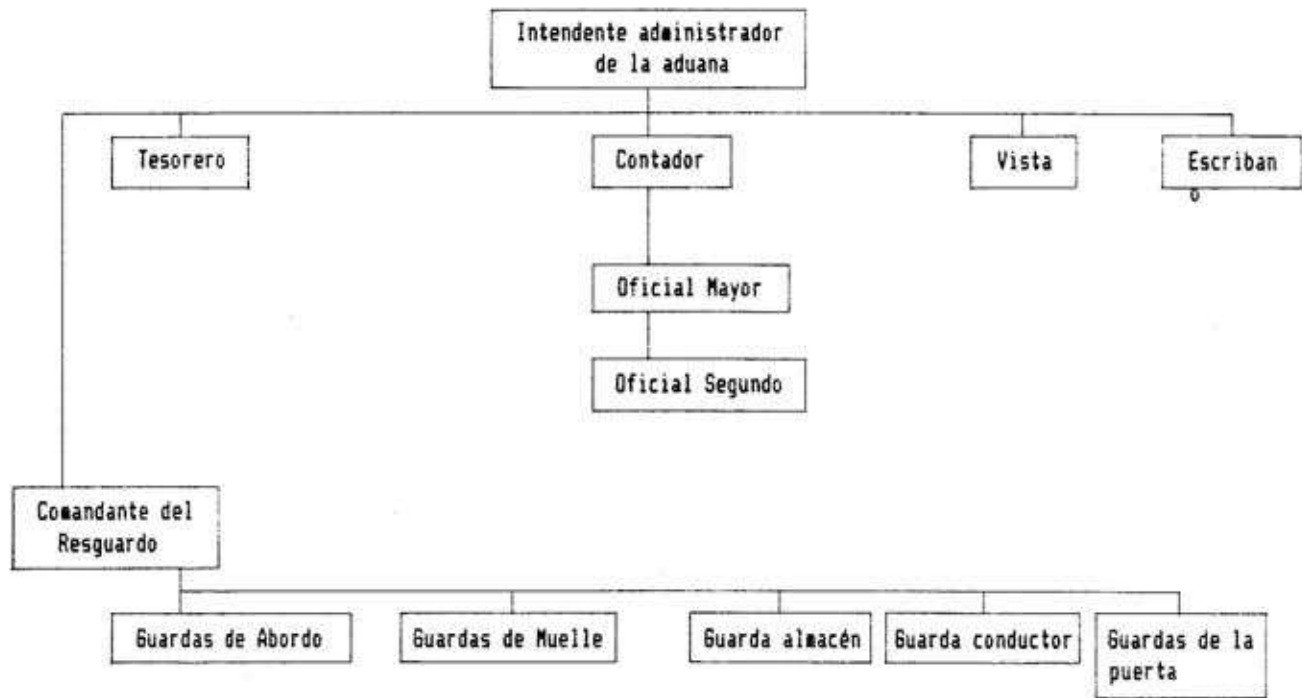 Intendente administrador
de la aduana
Tesorero
Contador
Vista
Escriban
o
Oficial Mayor
Oficial Segundo
Comandante del
Resguardo
Guardas de Abordo
Guardas de Muelle
Guarda almacén
Guarda conductor
Guardas de la
puerta